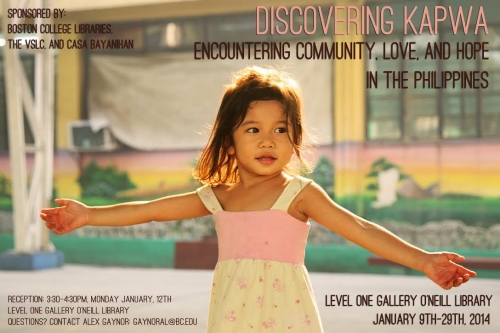 SPONSORED BY:
BOSTON COLLEGE LIBRARIES,
THE VSLC, AND CASA BAYANIHAN
DISCOVERING KAPWA
ENCOUNTERING COMMUNITY, LOVE, AND HOPE
IN THE PHILIPPINES
RECEPTION: 3:30-4:30PM, MONDAY JANUARY, 12TH
LEVEL ONE GALLERY O'NEILL LIBRARY
QUESTIONS? CONTACT ALEX GAYNOR: GAYNORAL@BC.EDU
LEVEL ONE GALLERY O'NEILL LIBRARY
JANUARY 9TH-29TH, 2014